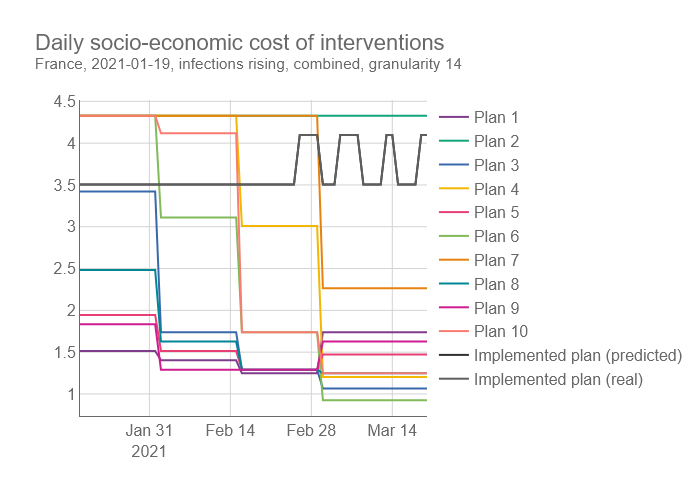 Daily socio-economic cost of interventions
France, 2021-01-19, infections rising, combined, granularity 14
4.5
4
3.5
3
2.5
2
1.5
1
Jan 31
2021
Feb 14
Feb 28
Mar 14
Plan 1
Plan 2
Plan 3
Plan 4
Plan 5
Plan 6
Plan 7
Plan 8
Plan 9
Plan 10
Implemented plan (predicted)
Implemented plan (real)